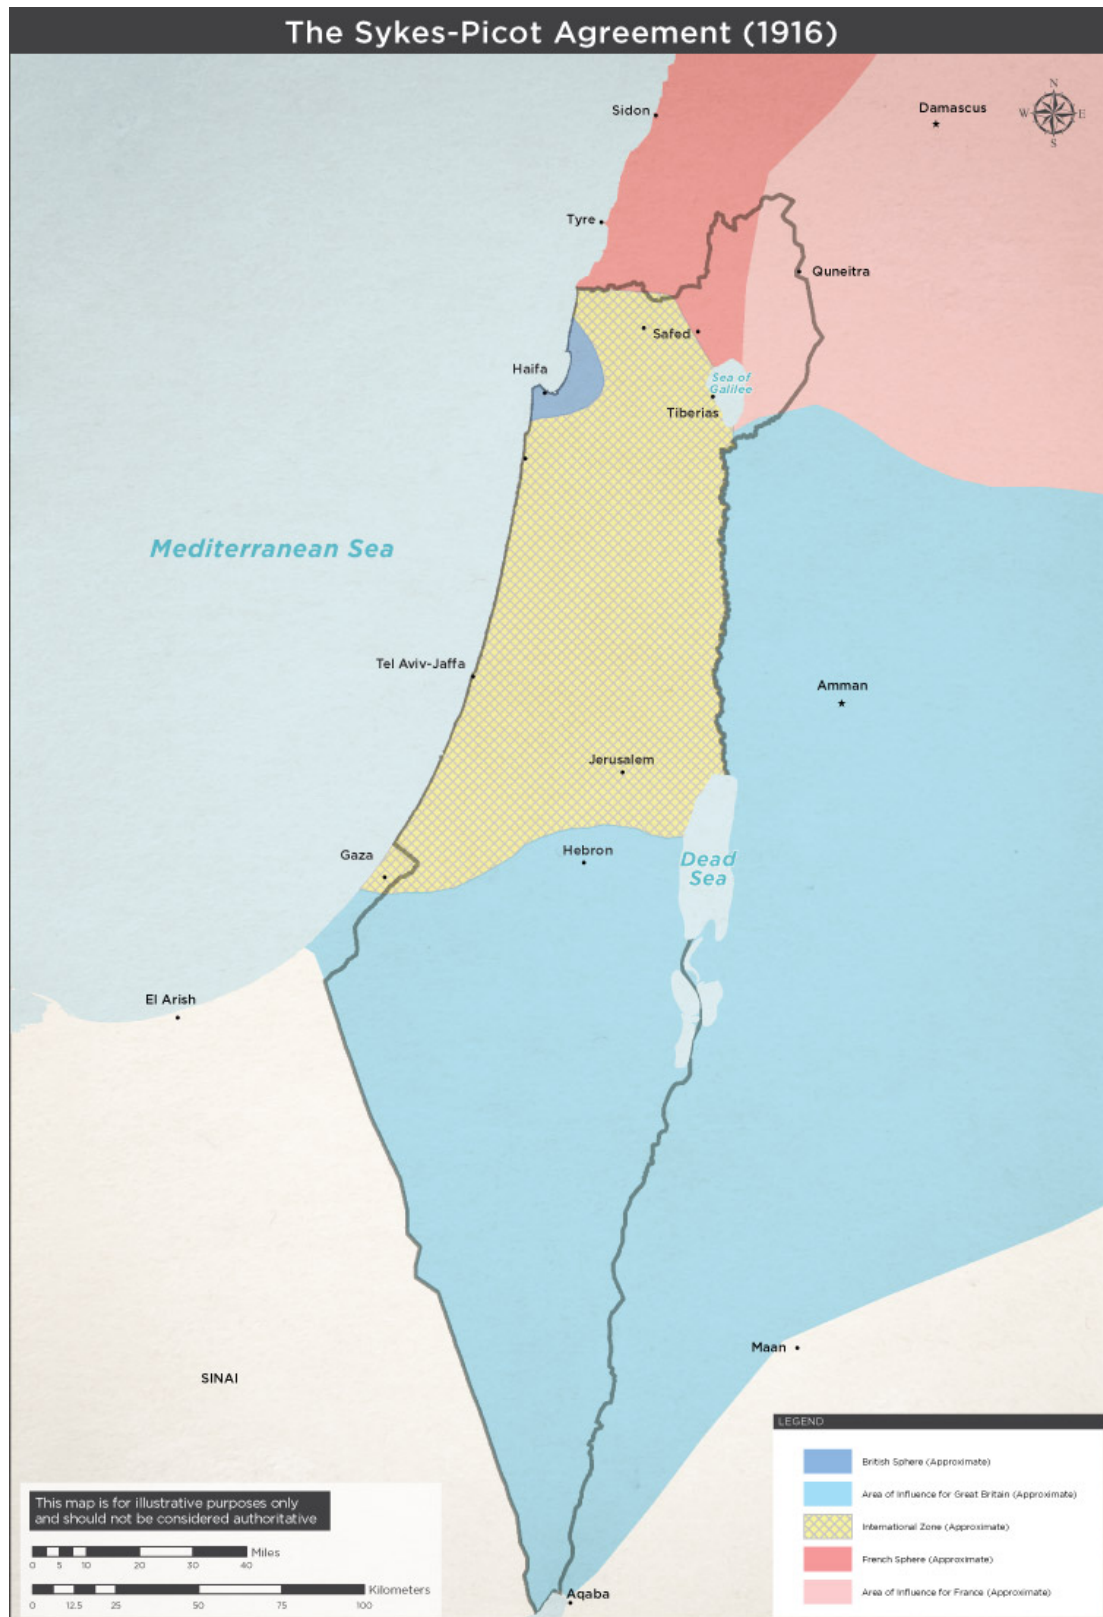 The Sykes-Picot Agreement (1916)
N
W E
S
Sidon
Damascus
Tyre
Quneitra
Safed
Haifa
Sea of
Galilee
Tiberias
Mediterranean Sea
Tel Aviv-Jaffa
Amman
Jerusalem
Gaza
Hebron
Dead
Sea
El Arish
Maan
SINAI
Aqaba
LEGEND
British Sphere (Approximate)
Area of Influence for Great Britain (Approximate)
International Zone (Approximate)
French Sphere (Approximate)
Area of Influence for France (Approximate)
This map is for illustrative purposes only
and should not be considered authoritative
Miles
0 5 10 20 30 40
Kilometers
0 12.5 25 50 75 100